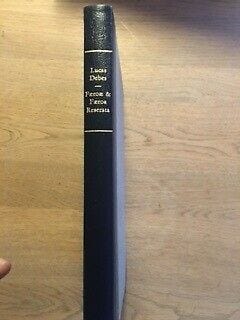 Lucas
Debes
—
Færoæ &
Færoa
Reserata